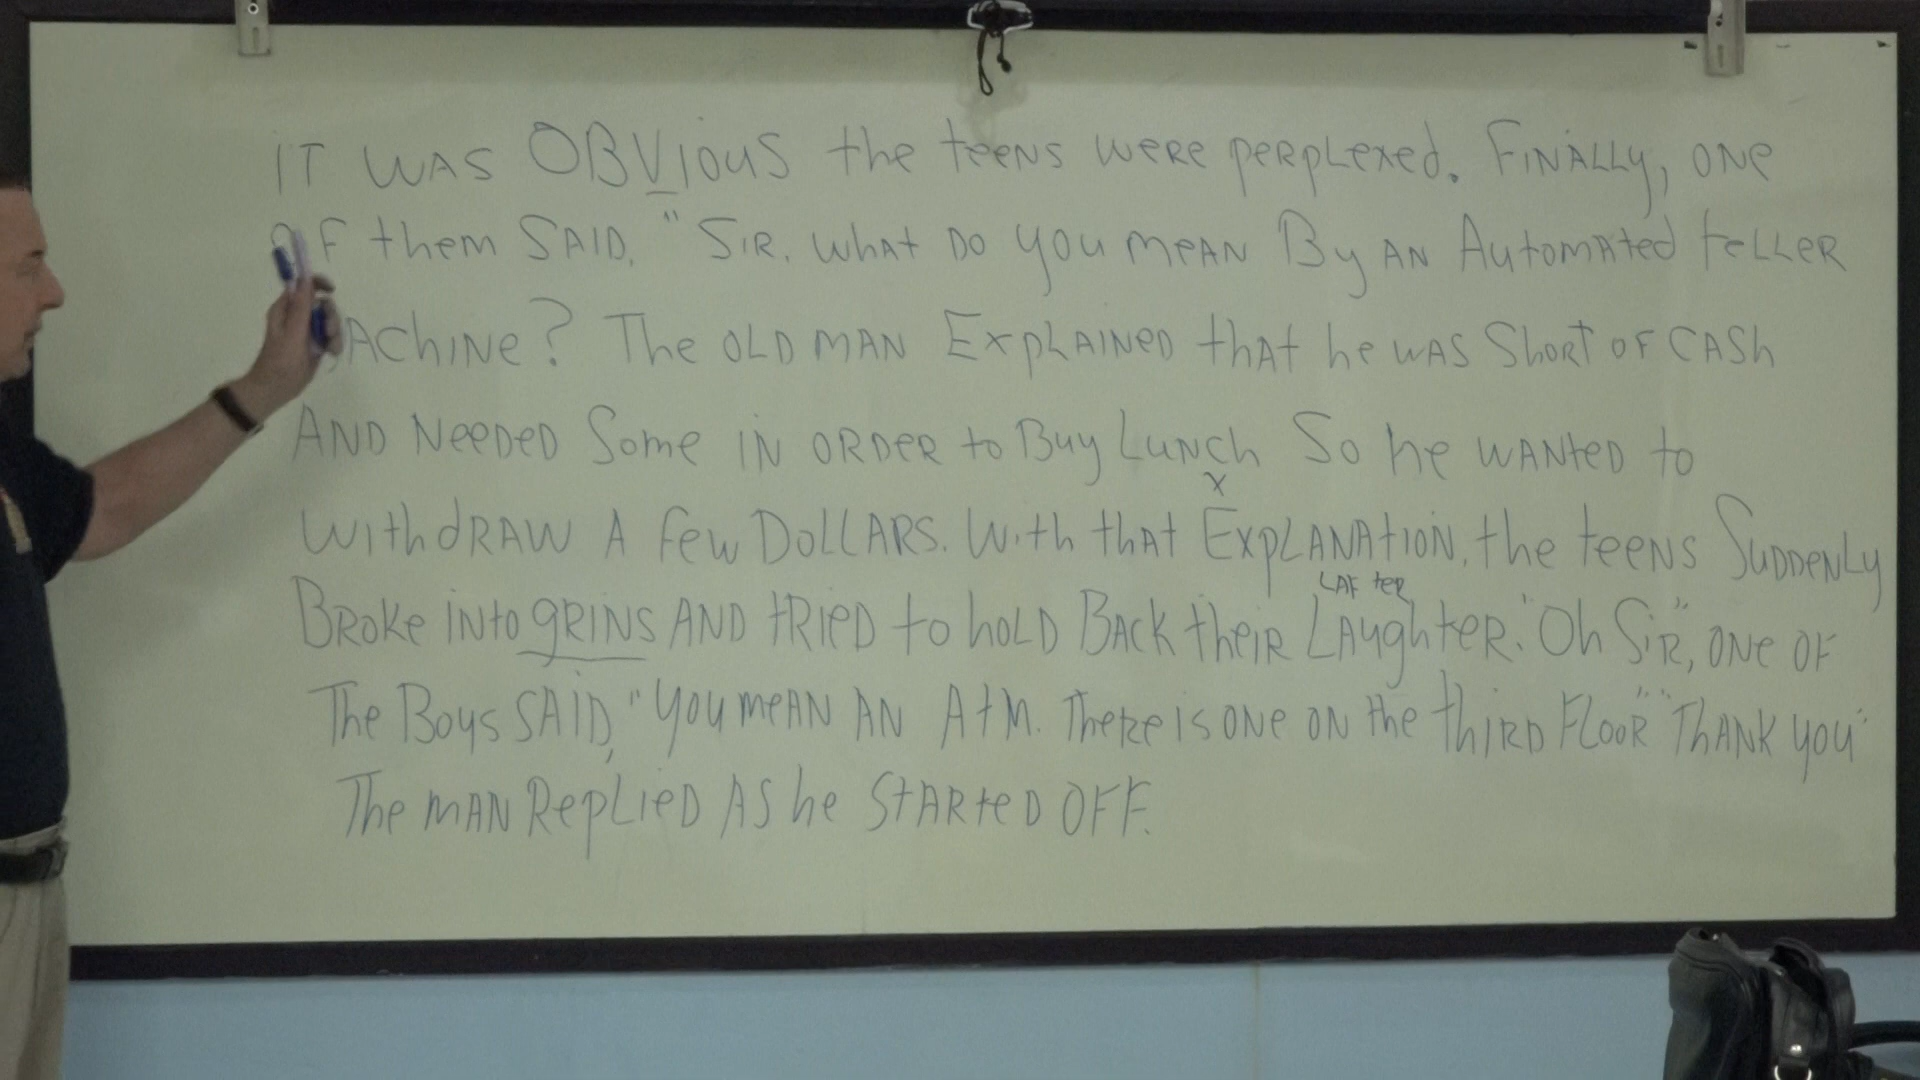 IT WAS OBVious the teeNS weRe peRpLexed. FiNALLy, ONe
OF them SAID, "SiR, what DO you meAN By AN AutomAted teLLeR
AChiNe? The OLD mAN ExpLAiNeD thAt he wAS ShoRT OF CASh
AND NeeDeD Some IN ORDeR to Buy LuNCh So he wANteD to
x
WithdRAW A few DoLLARS. With thAt ExpLANAtiON, the teeNS SuDDeNLy
LAF teR
BRoKe iNto gRiNS AND tRieD to hoLD BACK theiR LAughteR. "Oh SiR", ONe OF
The Boys SAID, "you meAN AN AtM. TheRe iS ONe ON the thiRD FLooR" "ThANK you"
The mAN RepLieD AS he StARteD OFF.